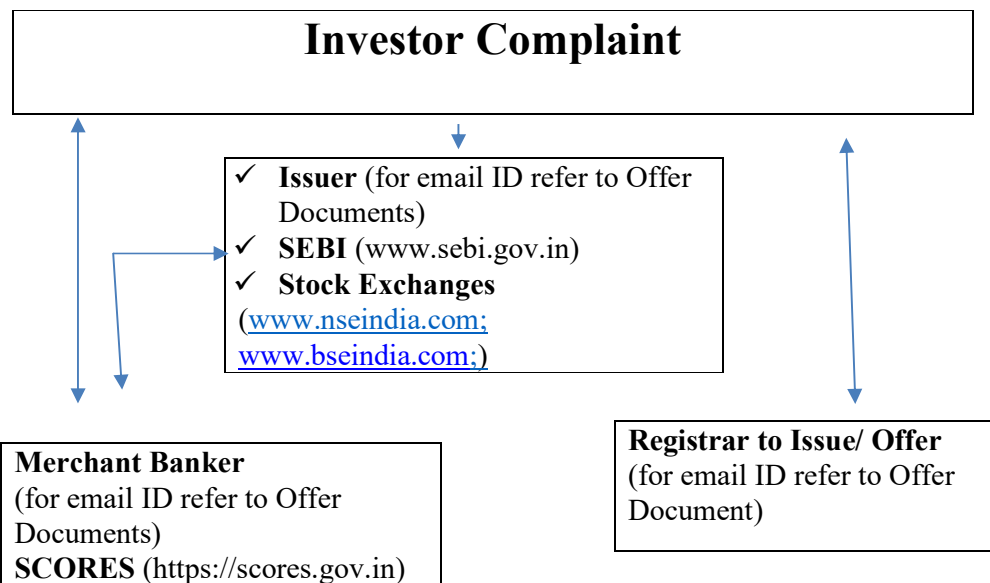 Investor Complaint
✓ Issuer (for email ID refer to Offer
Documents)
✓ SEBI (www.sebi.gov.in)
✓ Stock Exchanges
(www.nseindia.com;
www.bseindia.com;)
Merchant Banker
(for email ID refer to Offer
Documents)
SCORES (https://scores.gov.in)
Registrar to Issue/ Offer
(for email ID refer to Offer
Document)